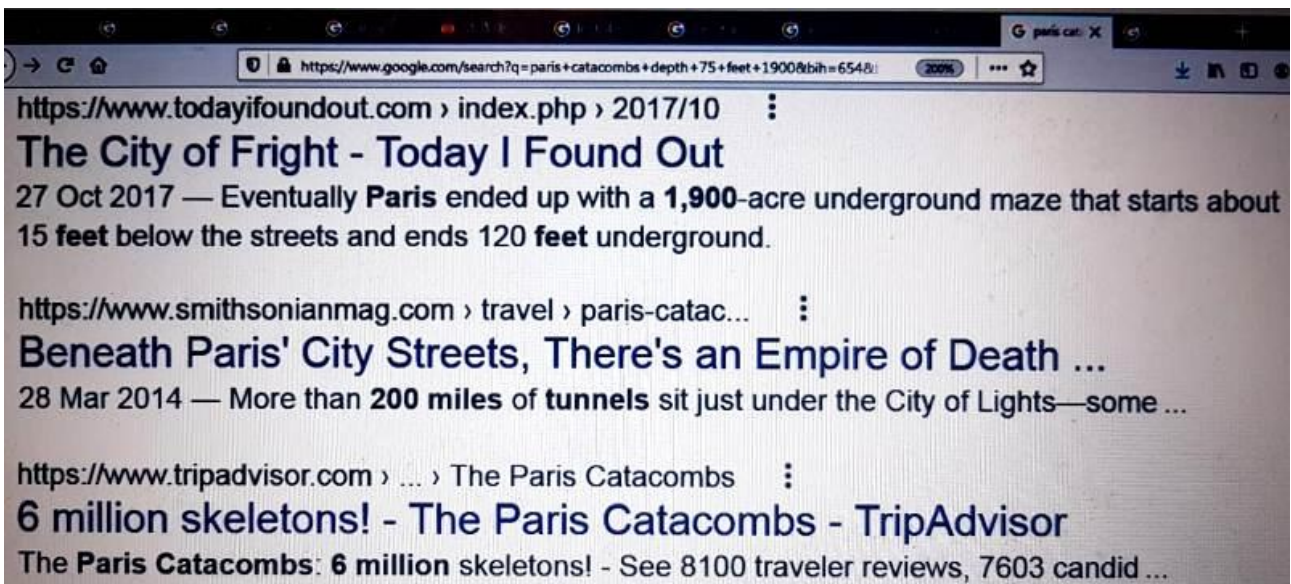 paris cat
https://www.google.com/search?q=paris+catacombs+depth+75+feet+1900&bih=654&
200%
https://www.todayifoundout.com › index.php › 2017/10
The City of Fright - Today I Found Out
27 Oct 2017 — Eventually Paris ended up with a 1,900-acre underground maze that starts about
15 feet below the streets and ends 120 feet underground.
https://www.smithsonianmag.com › travel › paris-catac...
Beneath Paris' City Streets, There's an Empire of Death ...
28 Mar 2014 — More than 200 miles of tunnels sit just under the City of Lights—some ...
https://www.tripadvisor.com › ... › The Paris Catacombs
6 million skeletons! - The Paris Catacombs - TripAdvisor
The Paris Catacombs: 6 million skeletons! - See 8100 traveler reviews, 7603 candid ...